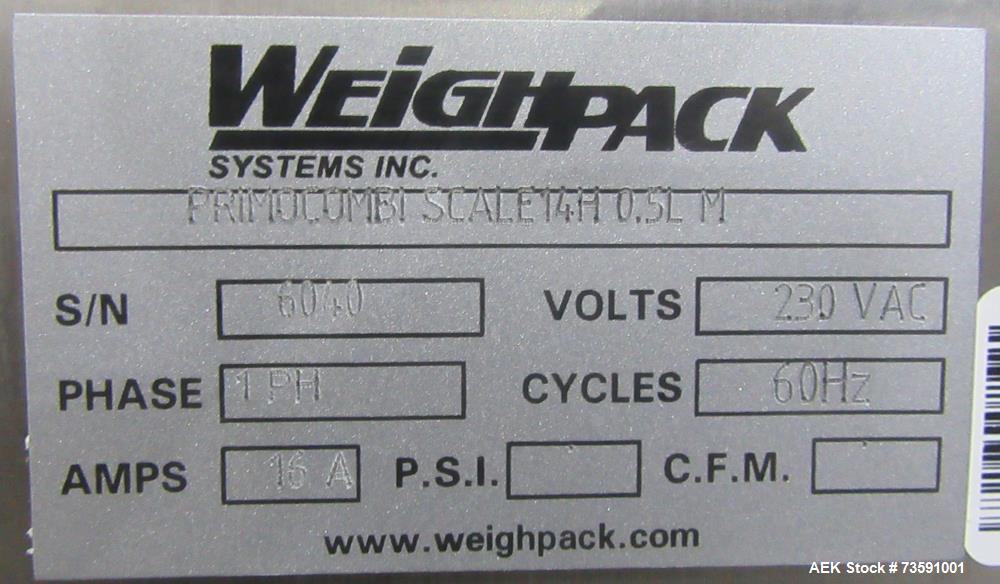 WEiGHPACK
SYSTEMS INC.
PRIMOCOMBI SCALE14H 0.5L M
S/N 6040 VOLTS 230 VAC
PHASE 1 PH CYCLES 60Hz
AMPS 16 A P.S.I. C.F.M.
www.weighpack.com
AEK Stock # 73591001